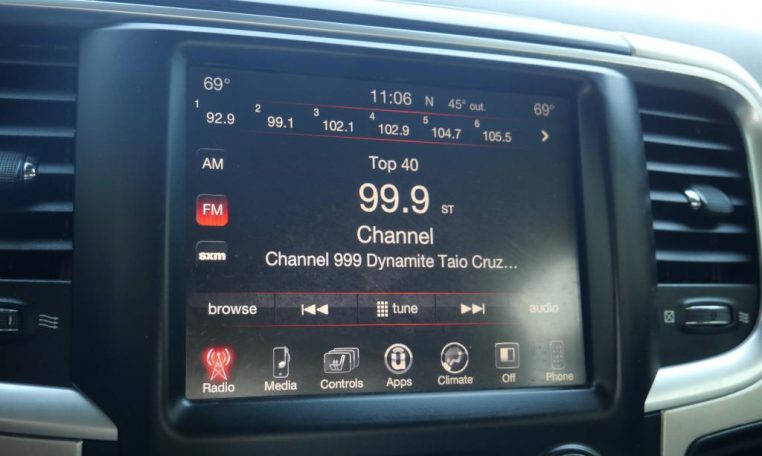 69° 11:06 N 45° out. 69°
1 92.9 2 99.1 3 102.1 4 102.9 5 104.7 6 105.5
AM Top 40
FM 99.9 ST
Channel
sxm Channel 999 Dynamite Taio Cruz...
browse tune audio
Radio Media Controls Apps Climate Off Phone